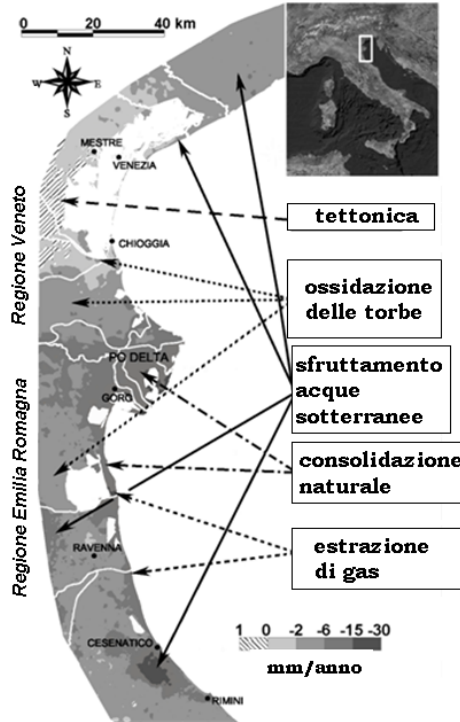 0 20 40 km
N
W E
S
MESTRE
VENEZIA
tettonica
CHIOGGIA
Regione Veneto
ossidazione
delle torbe
PO DELTA
GORO
sfruttamento
acque
sotterranee
Regione Emilia Romagna
consolidazione
naturale
RAVENNA
estrazione
di gas
CESENATICO
1 0 -2 -6 -15 -30
mm/anno
RIMINI